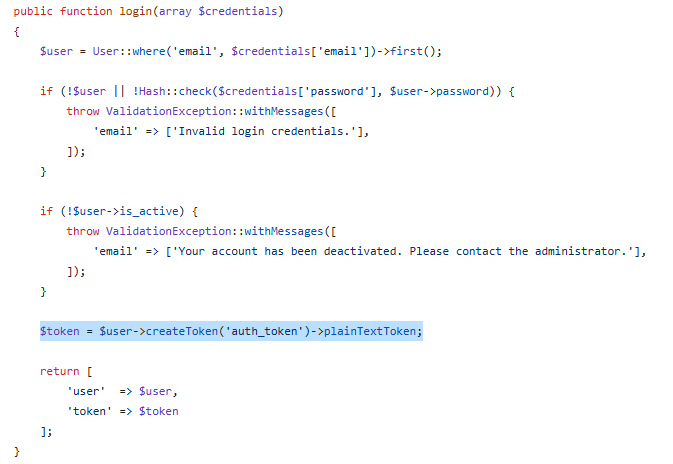 public function login(array $credentials)
{
    $user = User::where('email', $credentials['email'])->first();

    if (!$user || !Hash::check($credentials['password'], $user->password)) {
        throw ValidationException::withMessages([
            'email' => ['Invalid login credentials.'],
        ]);
    }

    if (!$user->is_active) {
        throw ValidationException::withMessages([
            'email' => ['Your account has been deactivated. Please contact the administrator.'],
        ]);
    }

    $token = $user->createToken('auth_token')->plainTextToken;

    return [
        'user'  => $user,
        'token' => $token
    ];
}